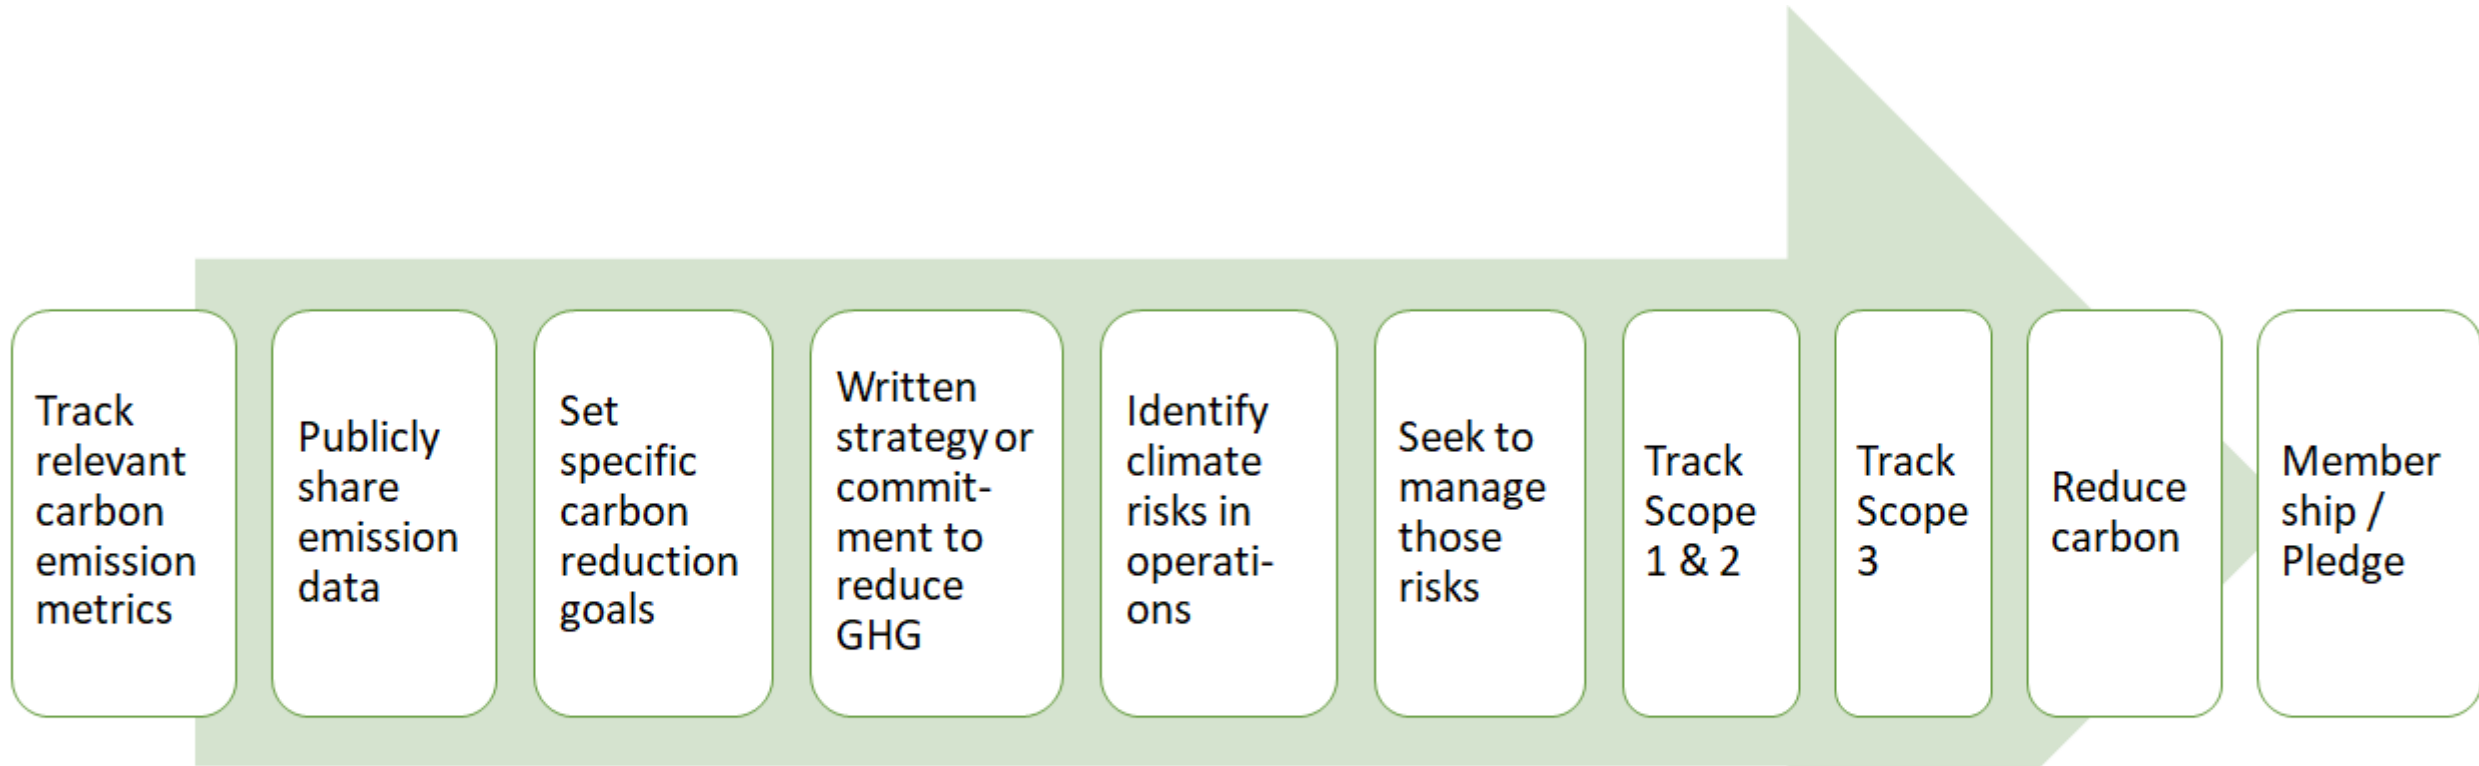 Track
relevant
carbon
emission
metrics
Publicly
share
emission
data
Set
specific
carbon
reduction
goals
Written
strategy or
commit-
ment to
reduce
GHG
Identify
climate
risks in
operati-
ons
Seek to
manage
those
risks
Track
Scope
1 & 2
Track
Scope
3
Reduce
carbon
Member
ship /
Pledge